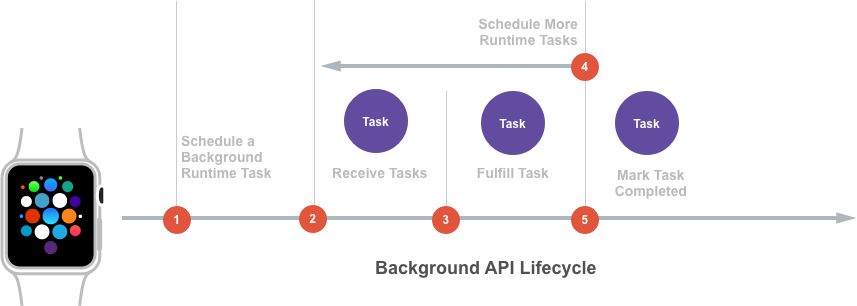 Schedule More
Runtime Tasks
4
Task
Task
Task
Schedule a
Background
Runtime Task
Receive Tasks
Fulfill Task
Mark Task
Completed
1
2
3
5
Background API Lifecycle